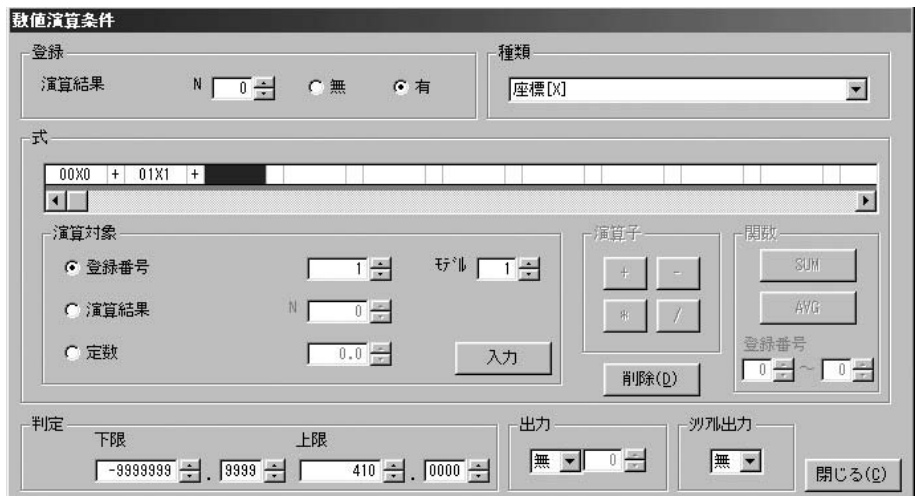 数値演算条件
登録
演算結果 N 0 無 有
種類
座標[X]
式
00X0 + 01X1 +
演算対象
登録番号 1 ﾓﾃﾞﾙ 1
演算結果 N 0
定数 0.0 入力
演算子
+ -
* /
削除(D)
関数
SUM
AVG
登録番号
0 ～ 0
判定
下限 上限
-9999999 . 9999 410 . 0000
出力
無 0
ｼﾘｱﾙ出力
無
閉じる(C)